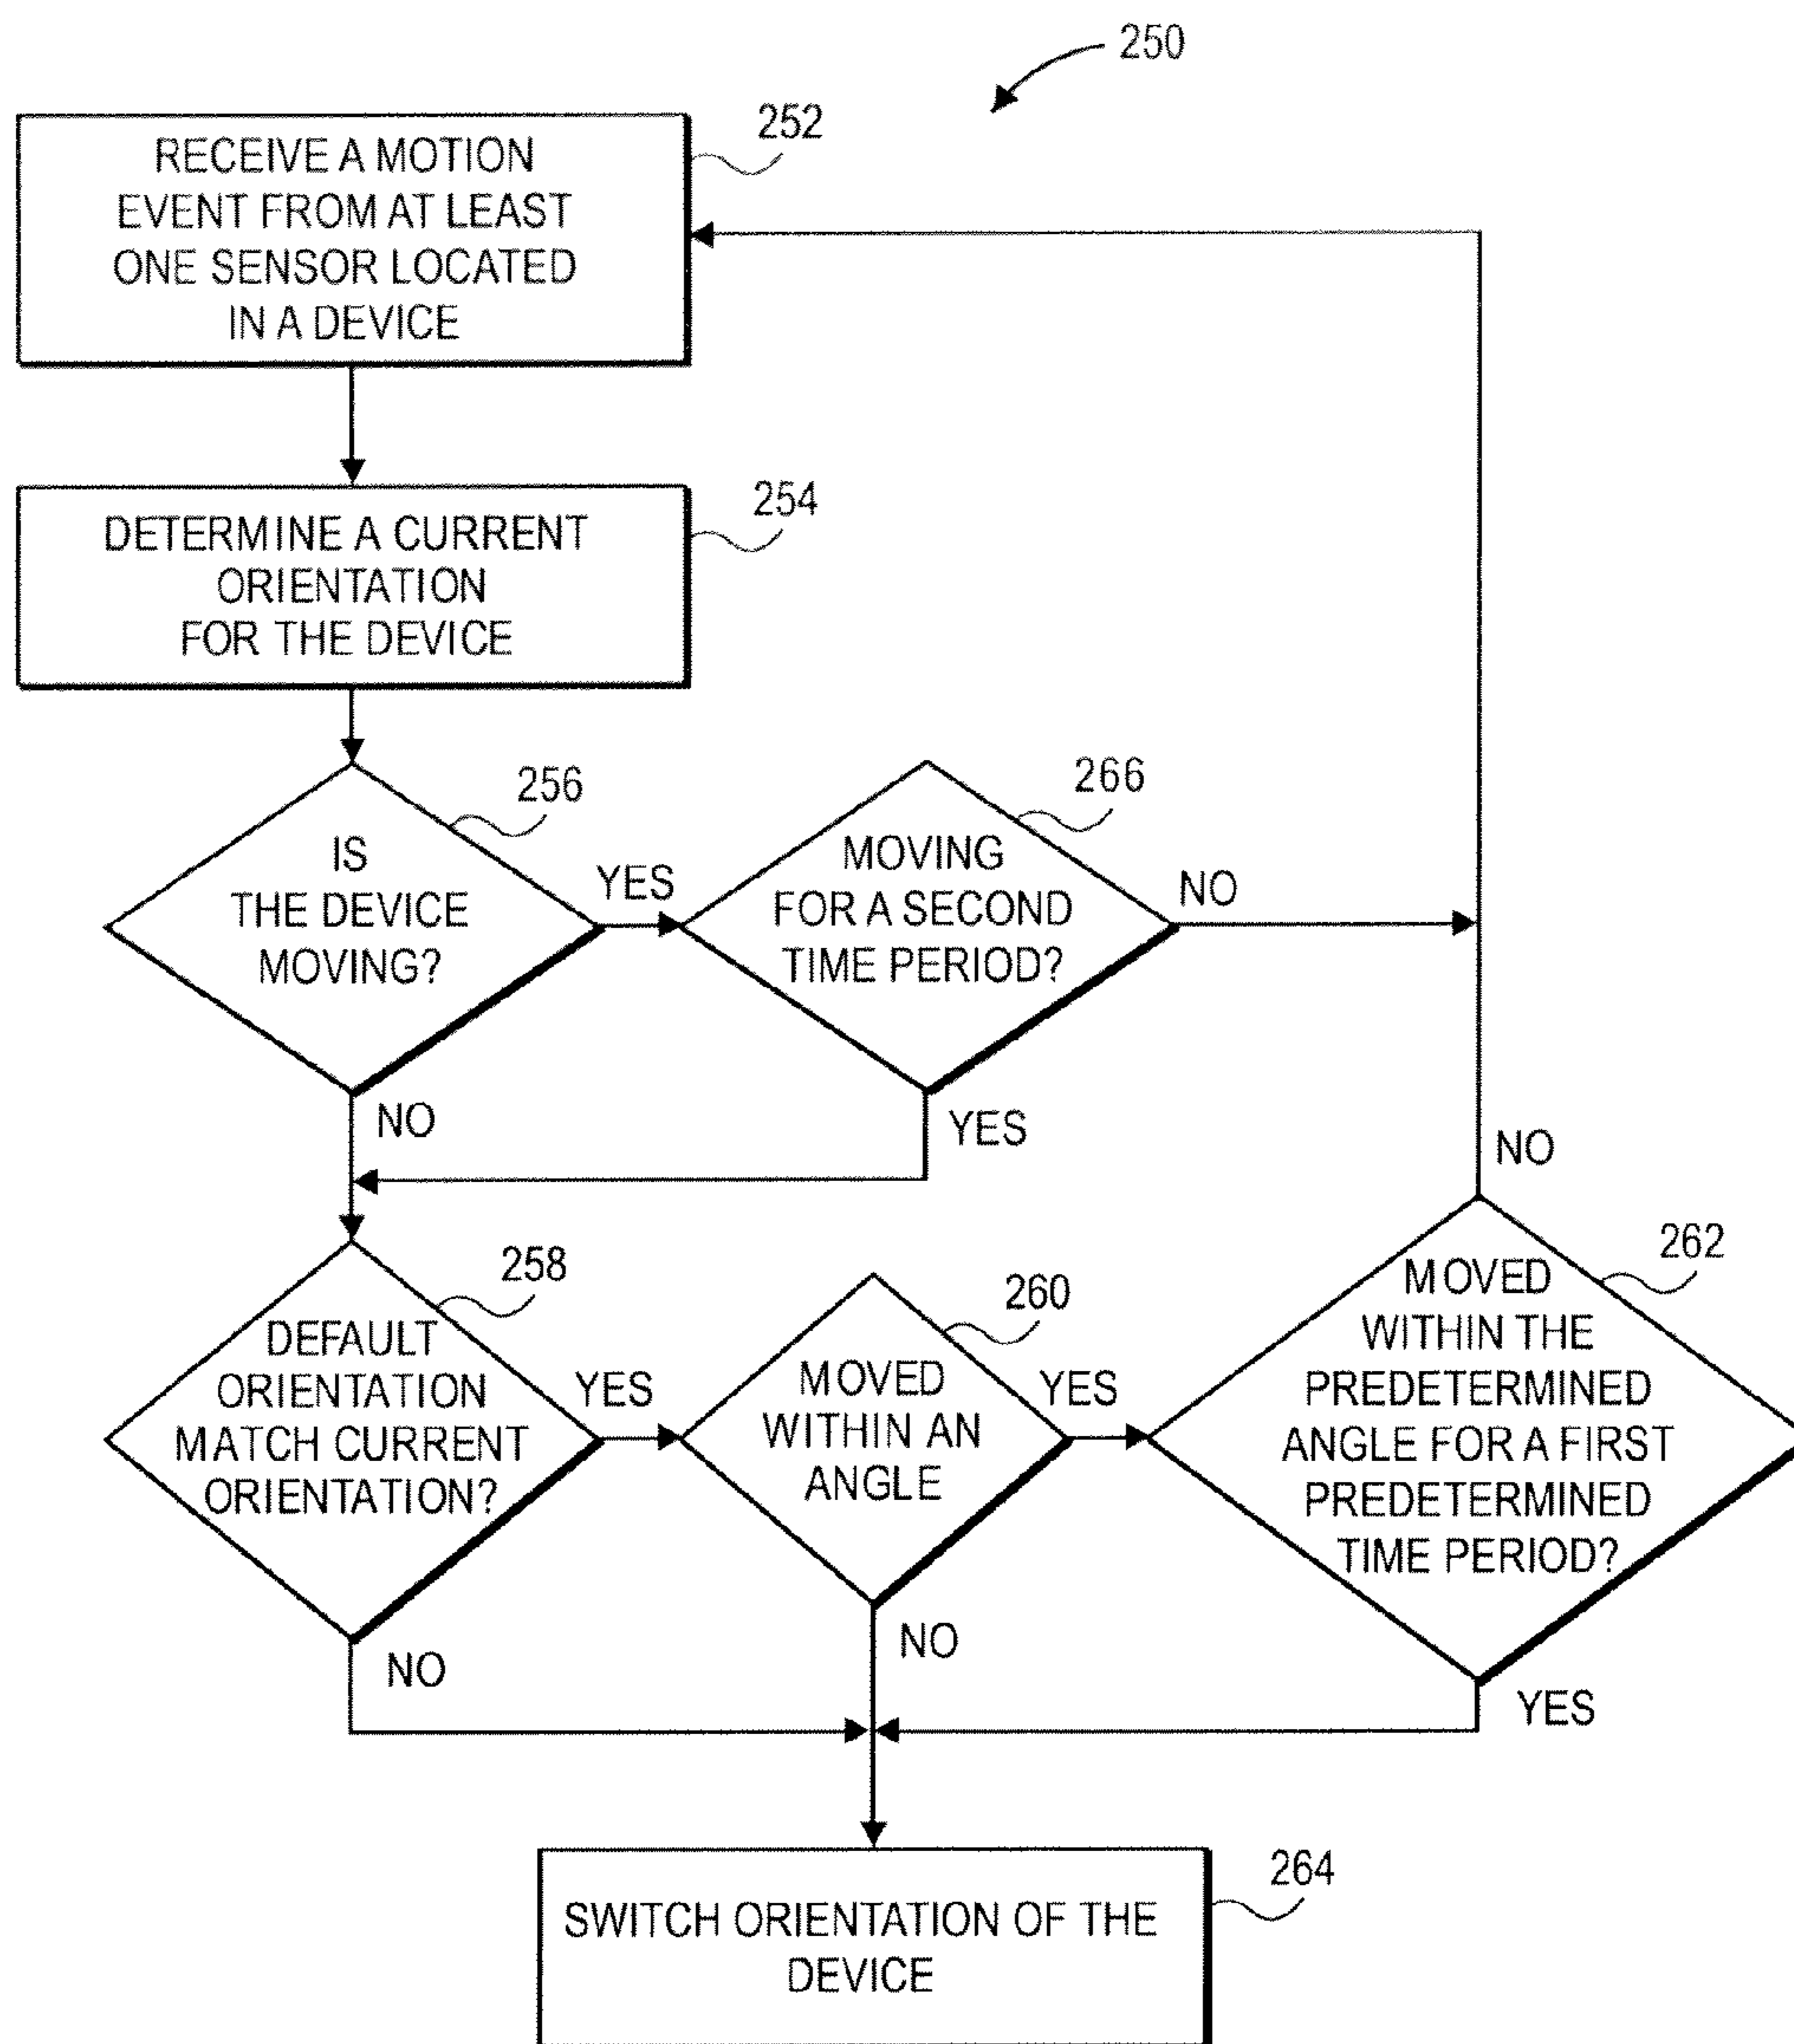 250
252
RECEIVE A MOTION
EVENT FROM AT LEAST
ONE SENSOR LOCATED
IN A DEVICE
254
DETERMINE A CURRENT
ORIENTATION
FOR THE DEVICE
256
IS
THE DEVICE
MOVING?
YES
266
MOVING
FOR A SECOND
TIME PERIOD?
NO
NO
YES
NO
258
DEFAULT
ORIENTATION
MATCH CURRENT
ORIENTATION?
YES
260
MOVED
WITHIN AN
ANGLE
YES
262
MOVED
WITHIN THE
PREDETERMINED
ANGLE FOR A FIRST
PREDETERMINED
TIME PERIOD?
NO
NO
YES
264
SWITCH ORIENTATION OF THE
DEVICE